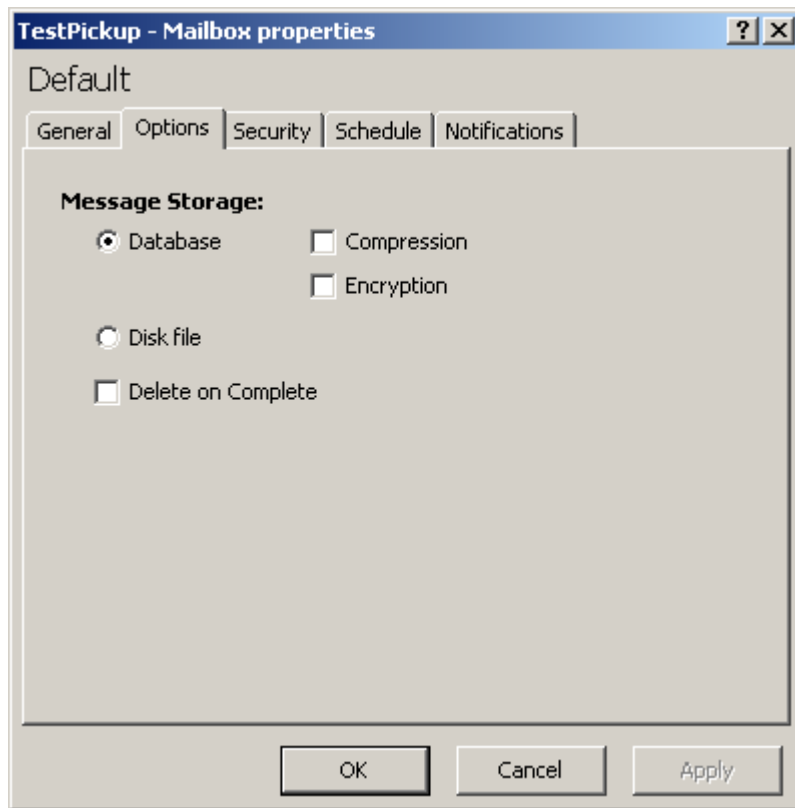 TestPickup - Mailbox properties
Default
General Options Security Schedule Notifications
Message Storage:
Database Compression
Encryption
Disk file
Delete on Complete
OK Cancel Apply